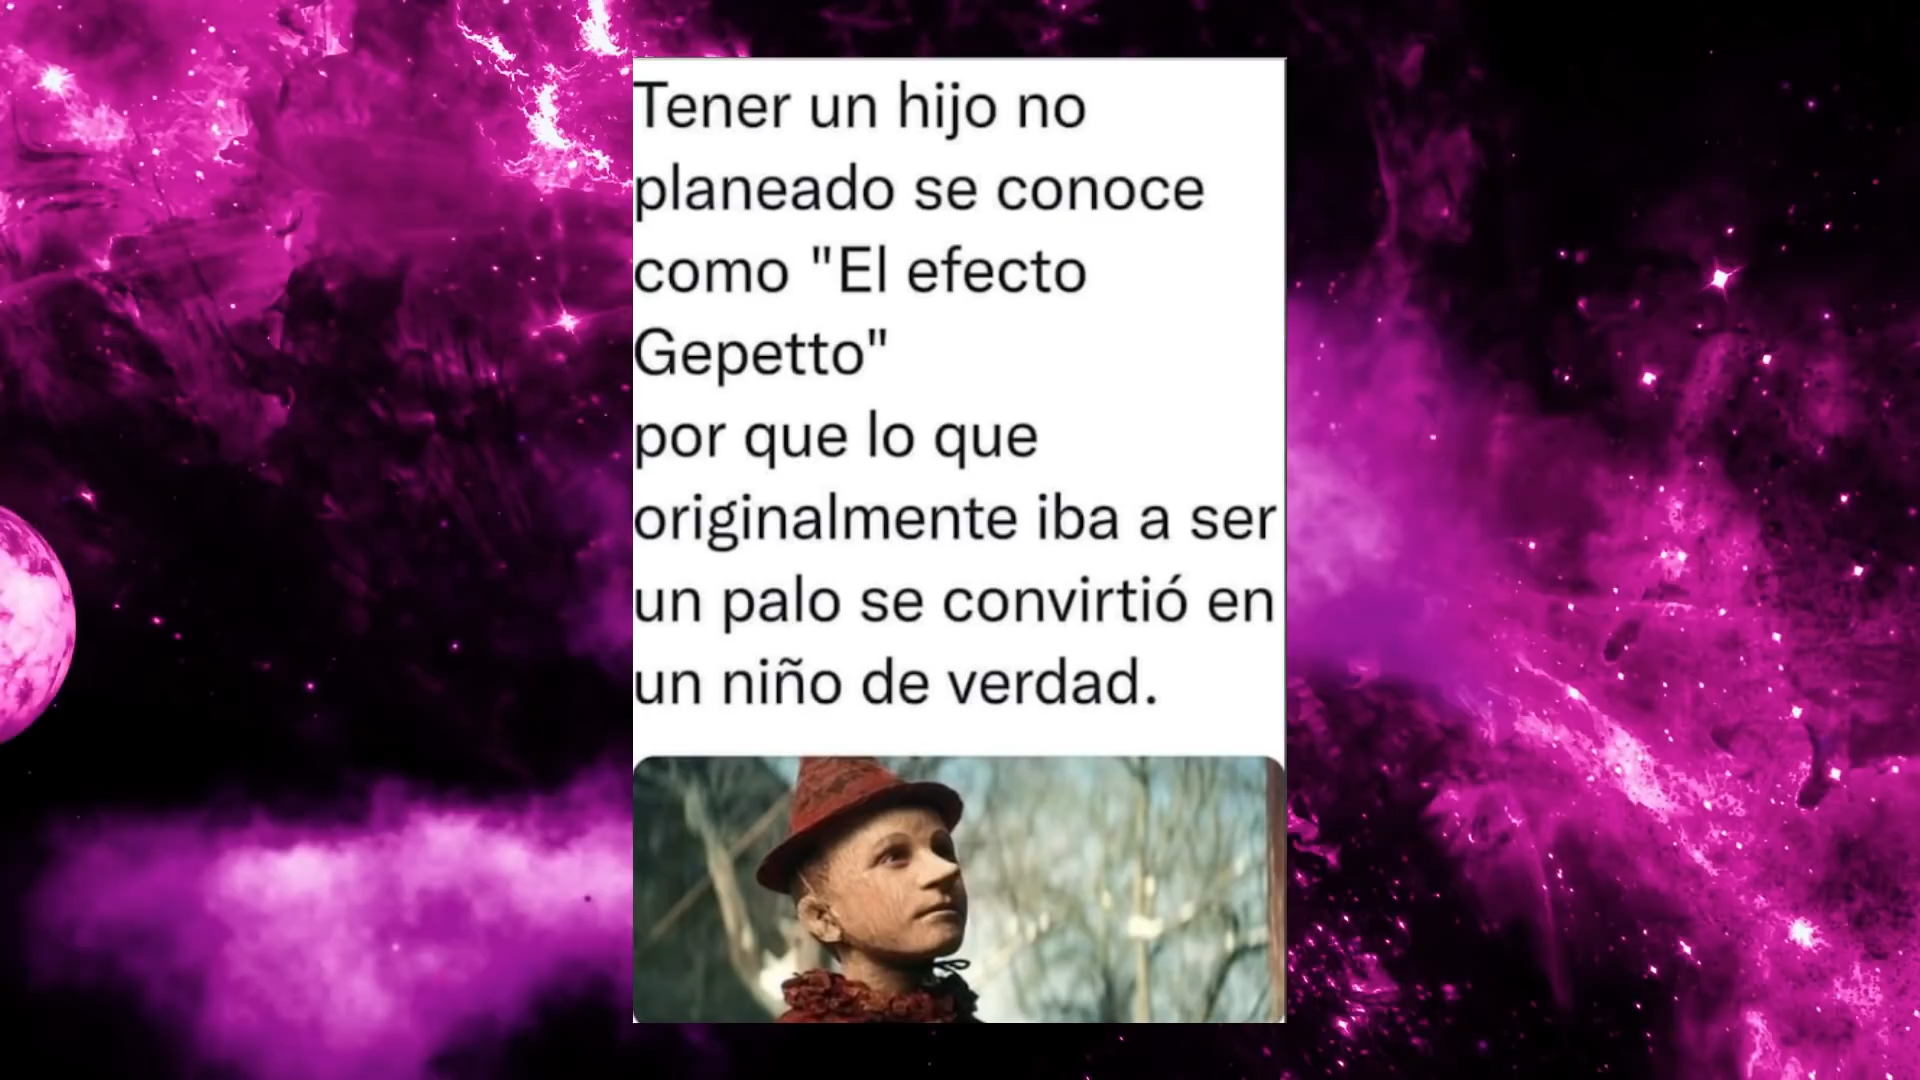 Tener un hijo no
planeado se conoce
como "El efecto
Gepetto"
por que lo que
originalmente iba a ser
un palo se convirtió en
un niño de verdad.